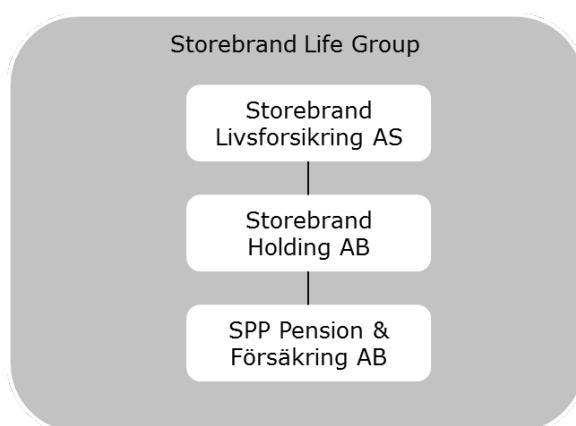 Storebrand Life Group
Storebrand
Livsforsikring AS
Storebrand
Holding AB
SPP Pension &
Försäkring AB